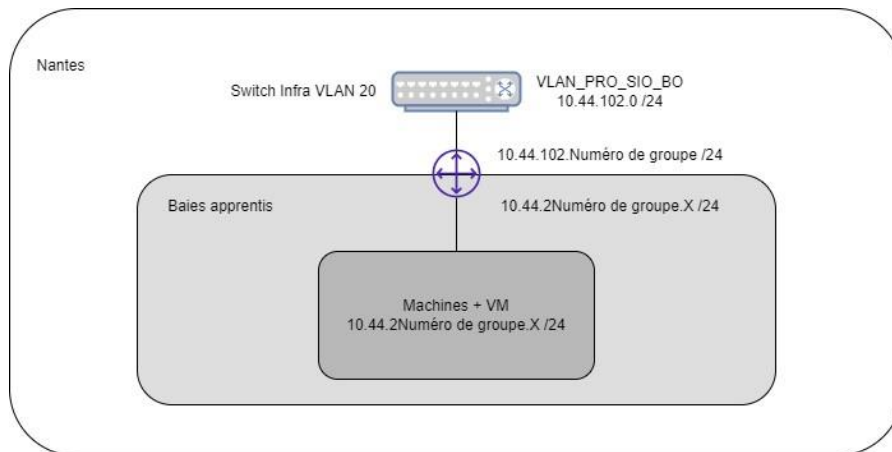 Nantes
Switch Infra VLAN 20
VLAN_PRO_SIO_BO
10.44.102.0 /24
10.44.102.Numéro de groupe /24
Baies apprentis
10.44.2Numéro de groupe.X /24
Machines + VM
10.44.2Numéro de groupe.X /24